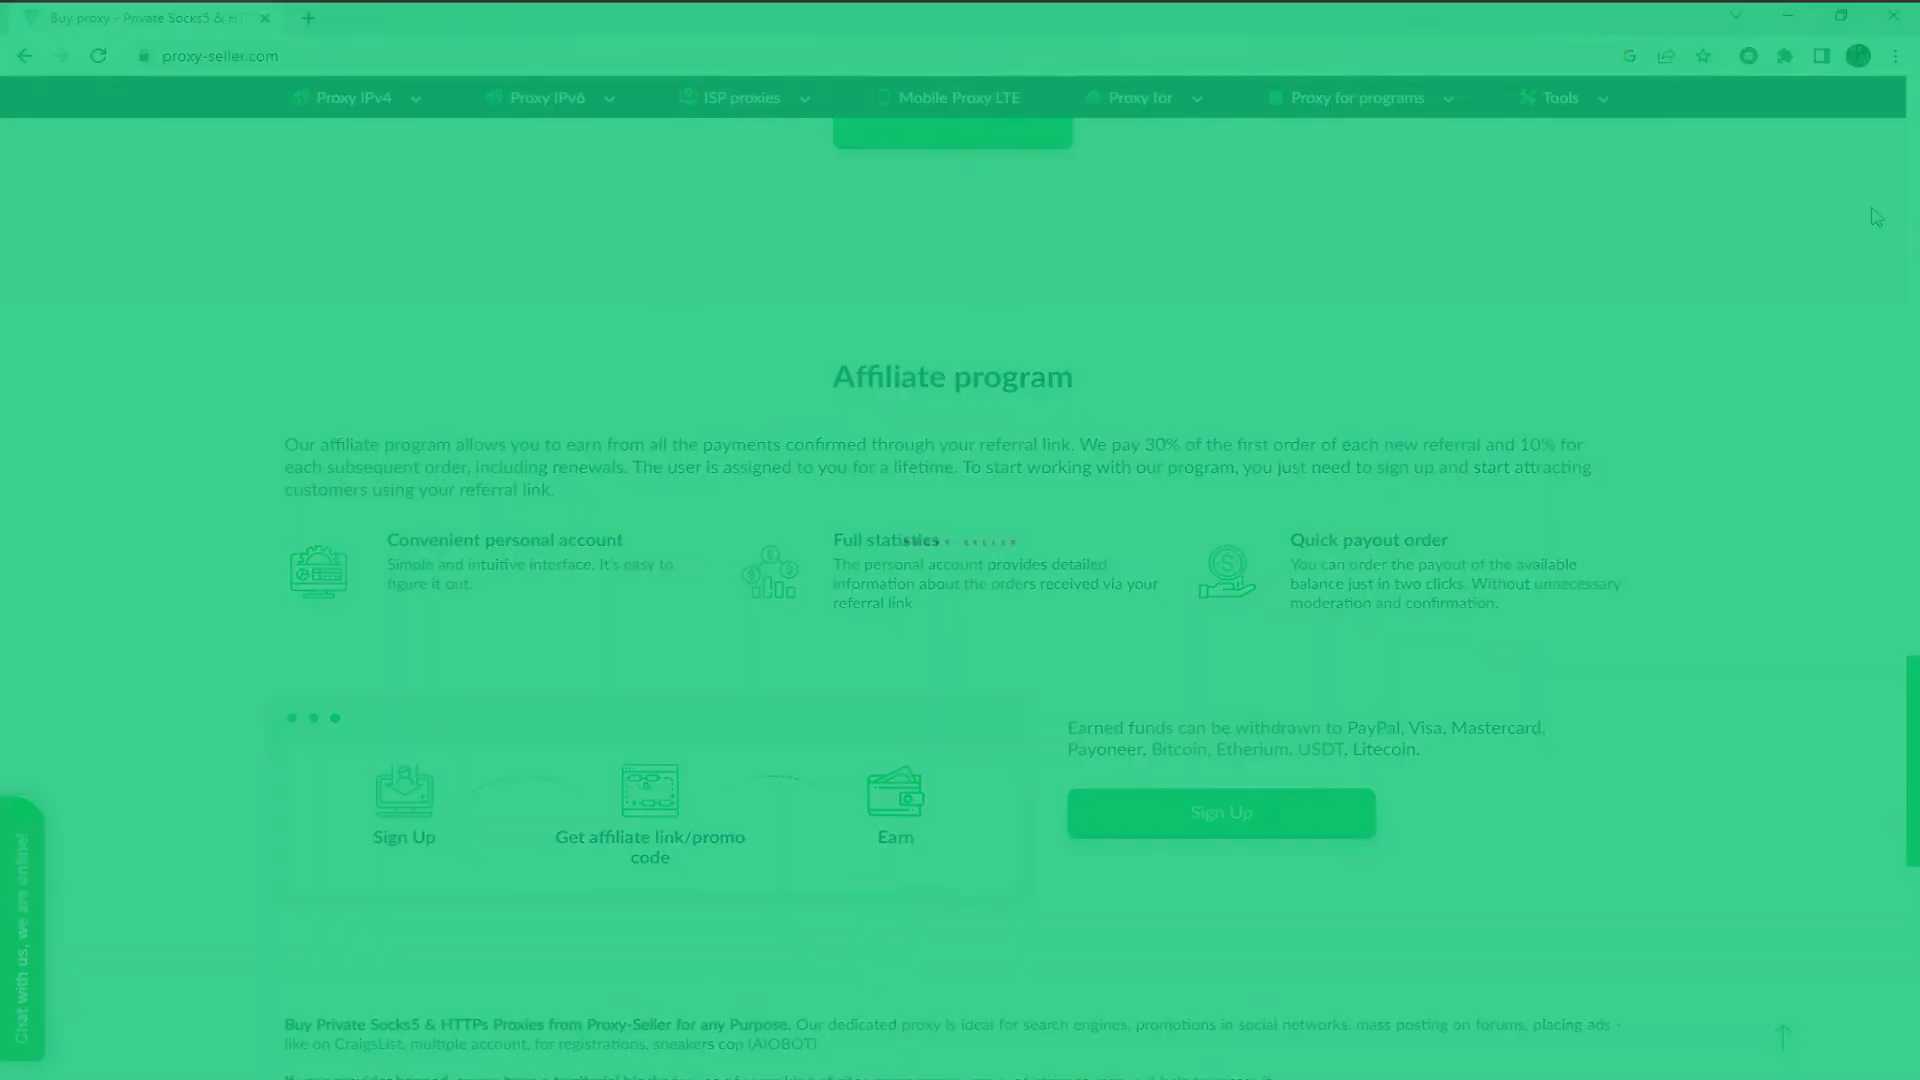 Buy proxy - Private Socks5 & H
proxy-seller.com
Proxy IPv4
Proxy IPv6
ISP proxies
Mobile Proxy LTE
Proxy for
Proxy for programs
Tools
Affiliate program
Our affiliate program allows you to earn from all the payments confirmed through your referral link. We pay 30% of the first order of each new referral and 10% for
each subsequent order, including renewals. The user is assigned to you for a lifetime. To start working with our program, you just need to sign up and start attracting
customers using your referral link.
Convenient personal account
Simple and intuitive interface. It's easy to
figure it out.
Full statistics
The personal account provides detailed
information about the orders received via your
referral link.
Quick payout order
You can order the payout of the available
balance just in two clicks. Without unnecessary
moderation and confirmation.
Sign Up
Get affiliate link/promo
code
Earn
Earned funds can be withdrawn to PayPal, Visa, Mastercard,
Payoneer, Bitcoin, Etherium, USDT, Litecoin.
Sign Up
Chat with us, we are online!
Buy Private Socks5 & HTTPs Proxies from Proxy-Seller for any Purpose. Our dedicated proxy is ideal for search engines, promotions in social networks, mass posting on forums, placing ads -
like on CraigsList, multiple account, for registrations, sneakers cop (AIOBOT)